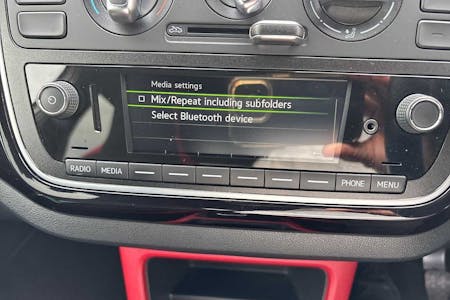 Media settings
Mix/Repeat including subfolders
Select Bluetooth device
RADIO MEDIA PHONE MENU